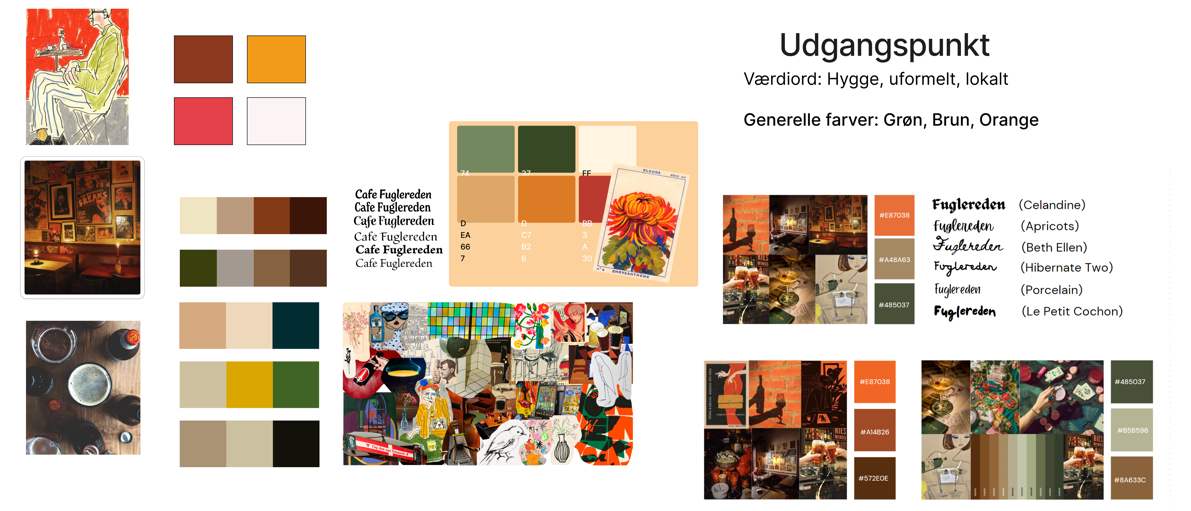 Udgangspunkt
Værdiord: Hygge, uformelt, lokalt
Generelle farver: Grøn, Brun, Orange
Cafe Fuglereden
Cafe Fuglereden
Cafe Fuglereden
Cafe Fuglereden
Cafe Fuglereden
Cafe Fuglereden
74 37 FF
D D BB
EA C7 3
66 B2 A
7 6 30
FLEURS
CHRYSANTHÈME
BREAKS
#E87038
#A48A63
#485037
Fuglereden (Celandine)
Fuglereden (Apricots)
Fuglereden (Beth Ellen)
Fuglereden (Hibernate Two)
Fuglereden (Porcelain)
Fuglereden (Le Petit Cochon)
#E87038
#A14B26
#572E0E
#485037
#B5B596
#8A633C